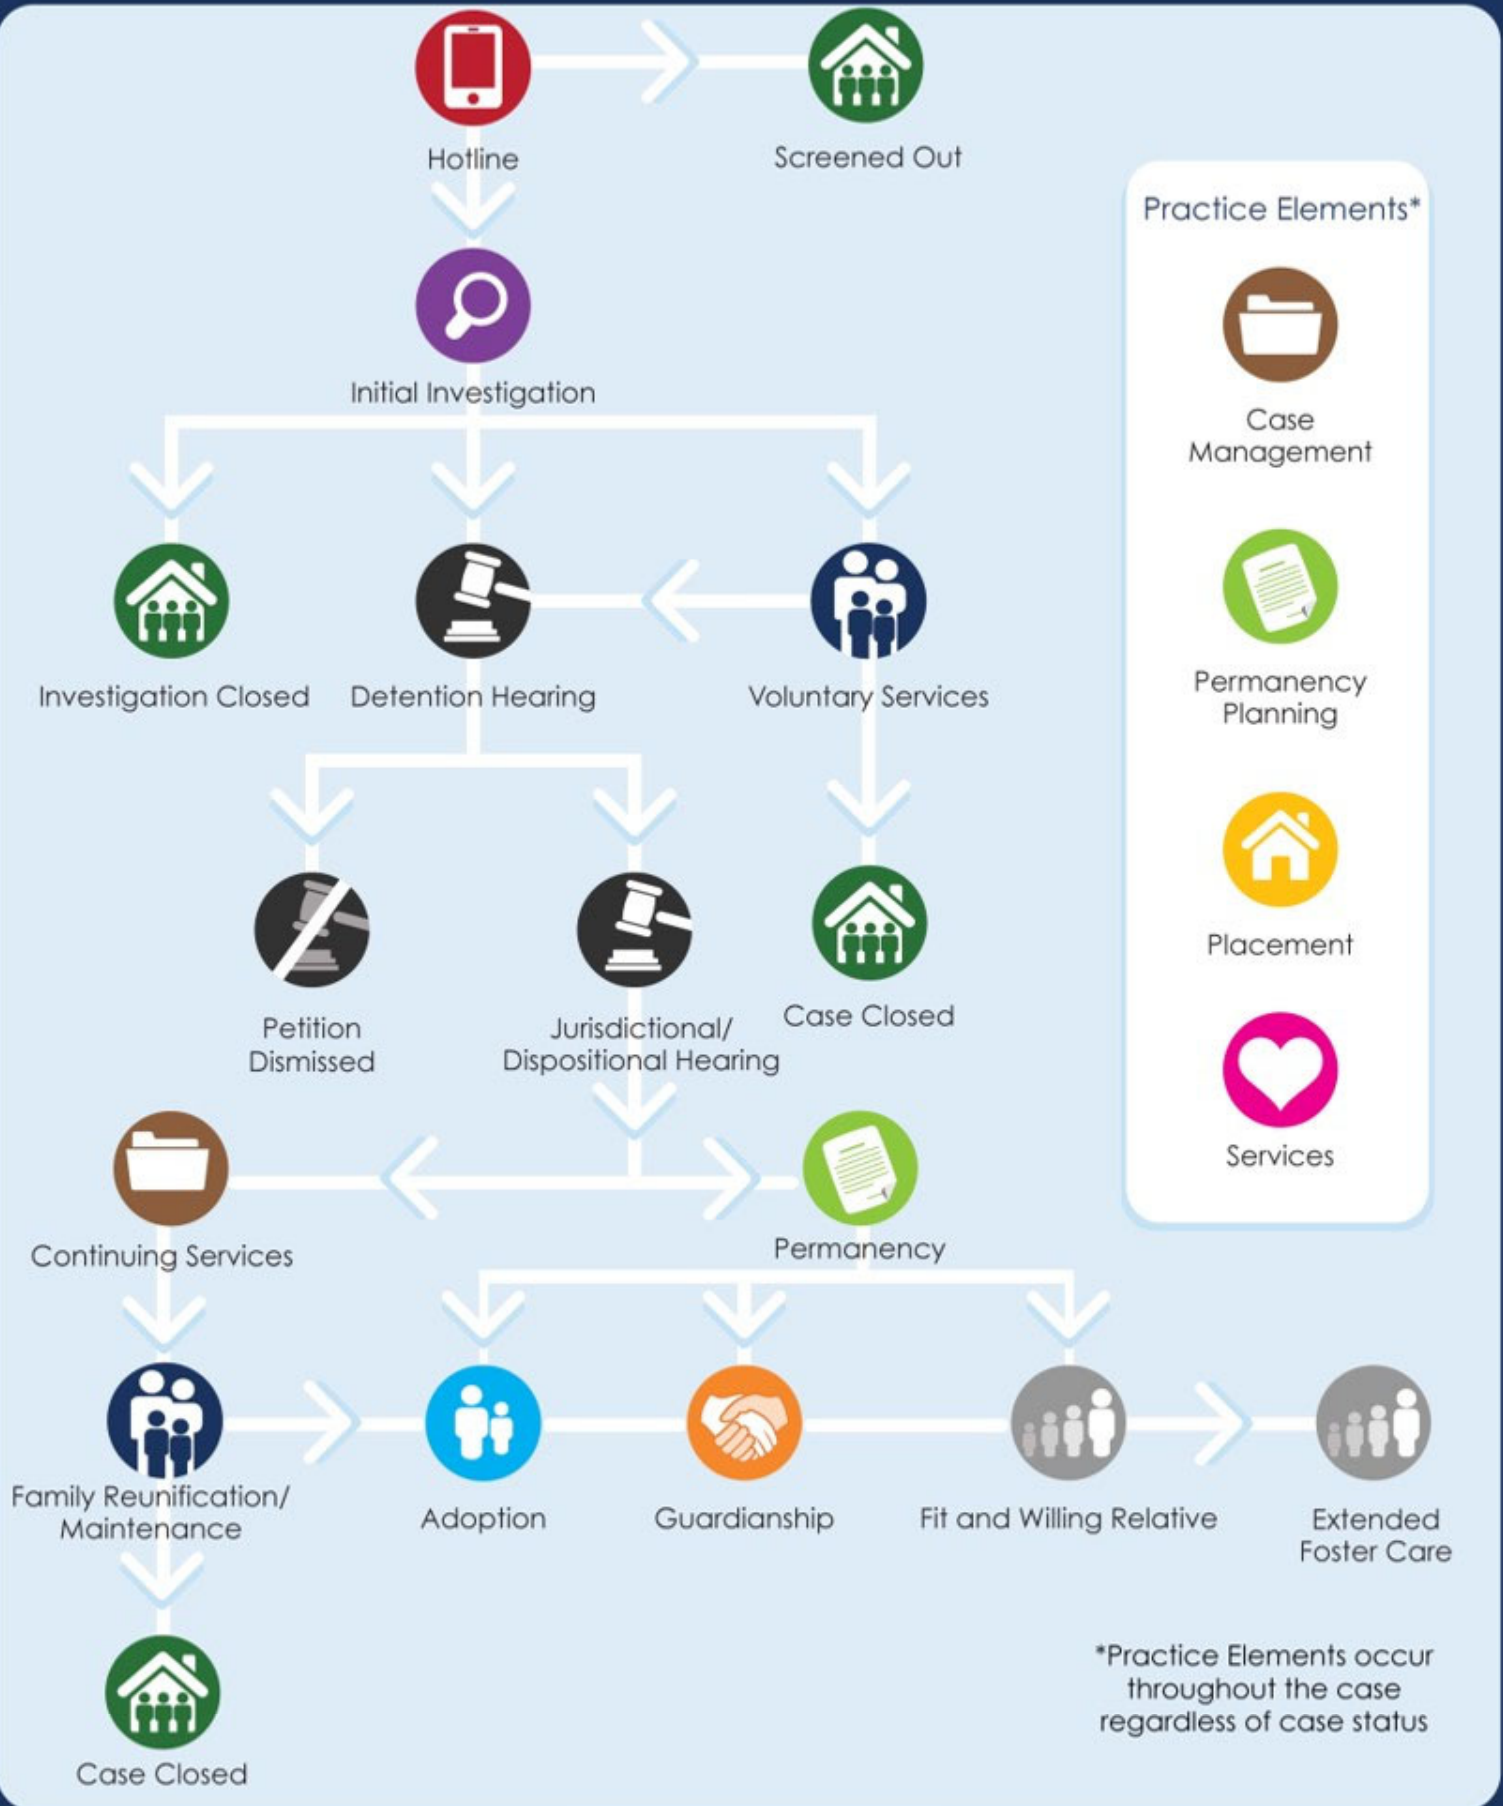 Hotline
Screened Out
Practice Elements*
Initial Investigation
Case
Management
Investigation Closed
Detention Hearing
Voluntary Services
Permanency
Planning
Placement
Petition
Dismissed
Jurisdictional/
Dispositional Hearing
Case Closed
Services
Continuing Services
Permanency
Family Reunification/
Maintenance
Adoption
Guardianship
Fit and Willing Relative
Extended
Foster Care
*Practice Elements occur
throughout the case
regardless of case status
Case Closed